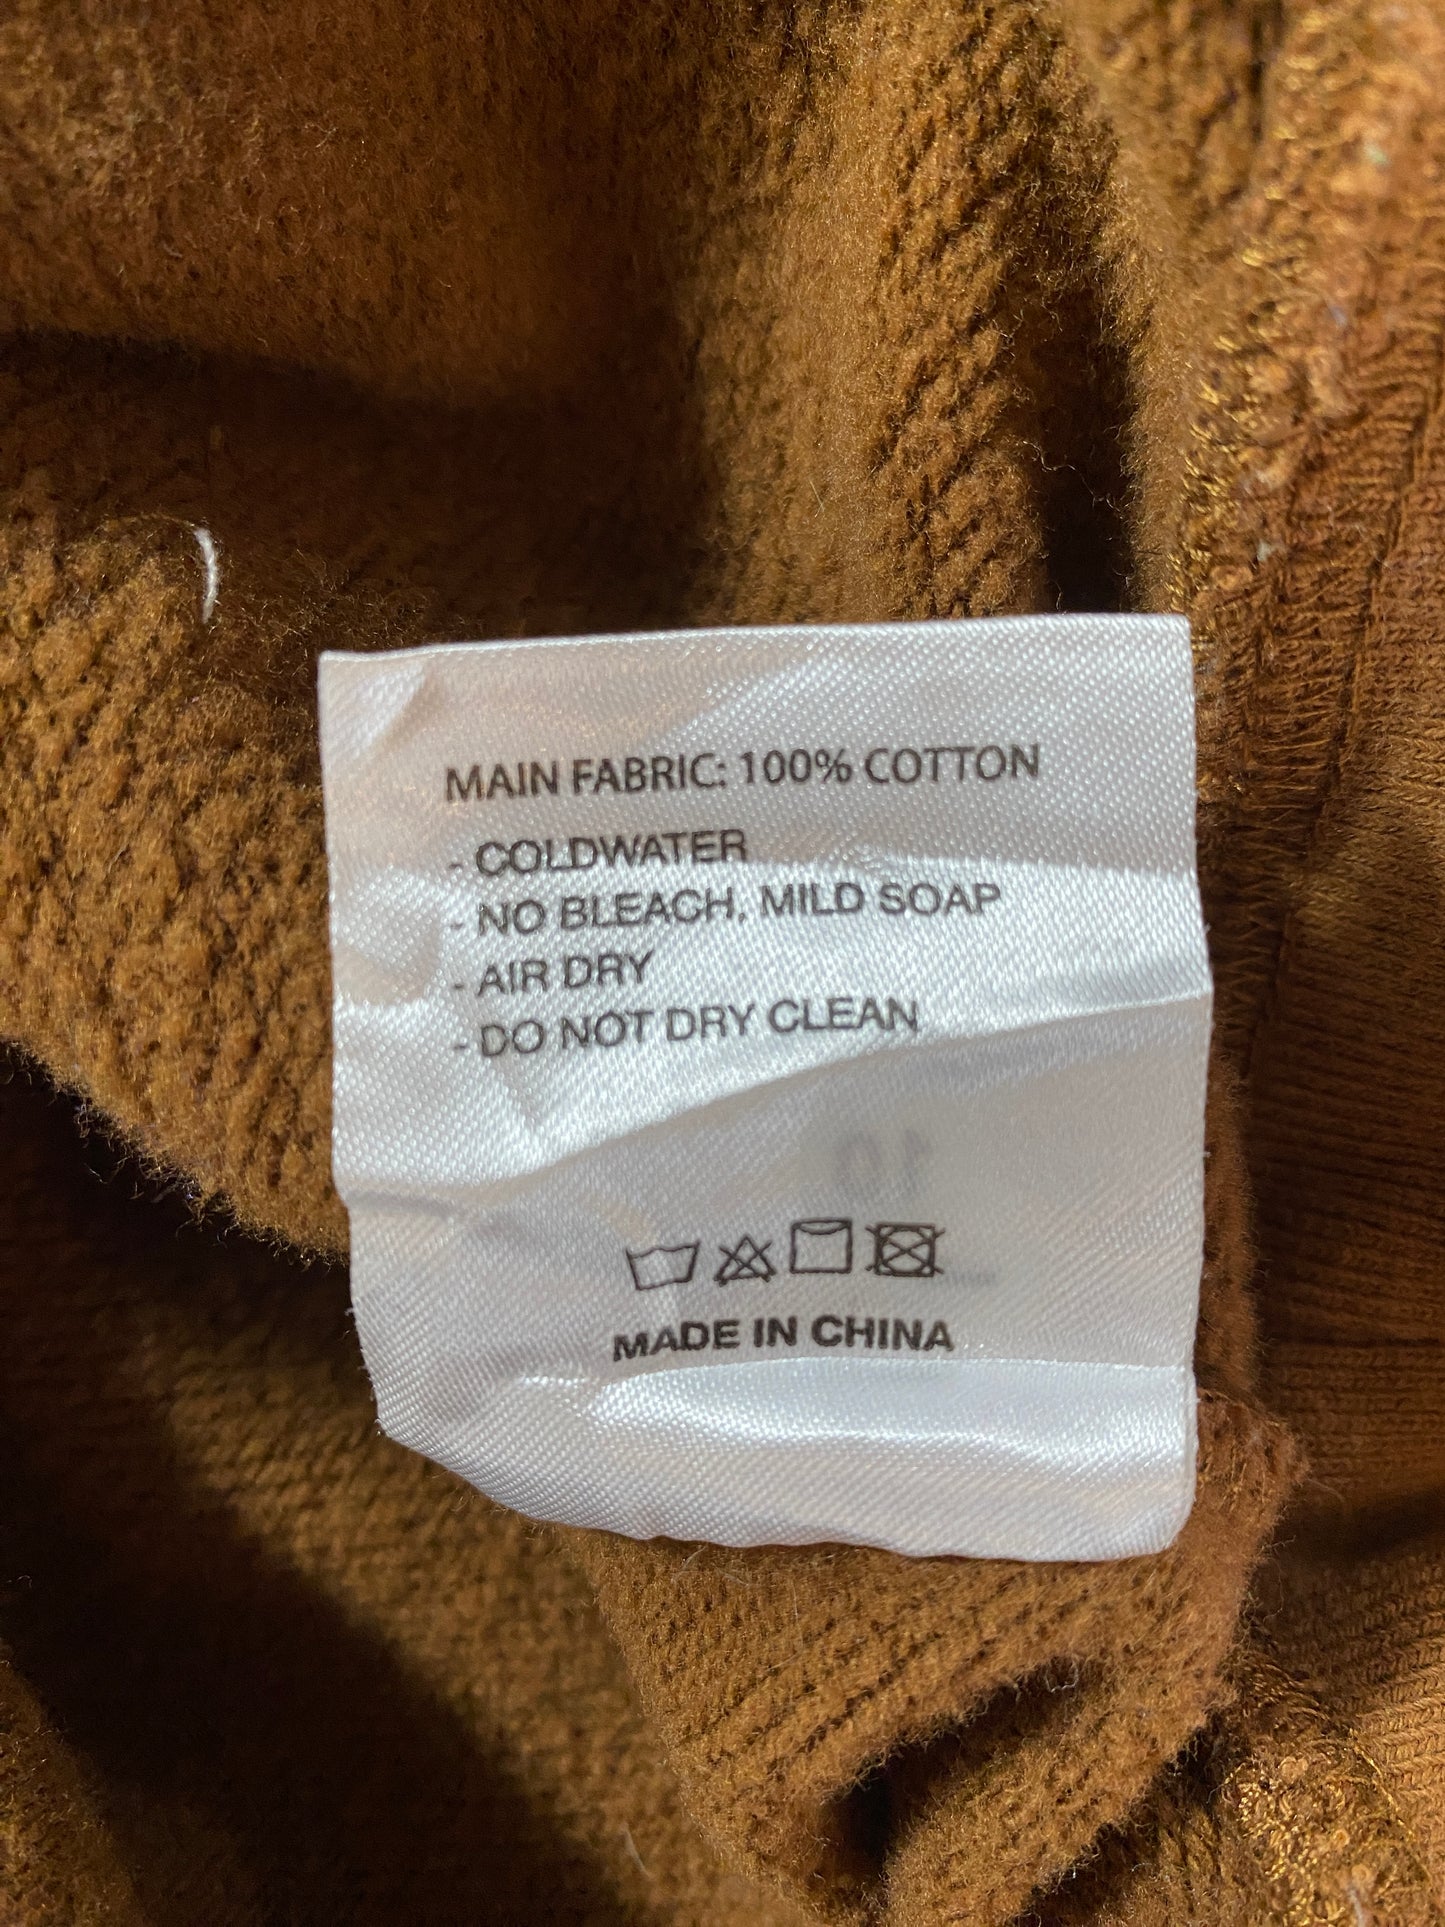 MAIN FABRIC: 100% COTTON
- COLDWATER
- NO BLEACH, MILD SOAP
- AIR DRY
- DO NOT DRY CLEAN
MADE IN CHINA